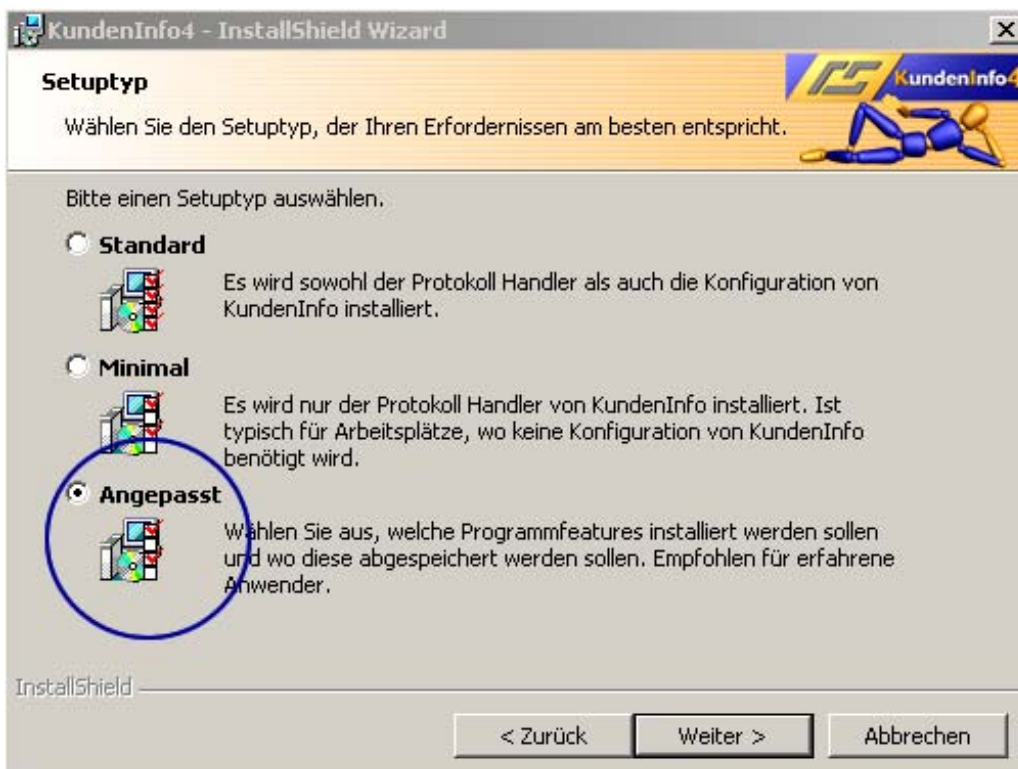 KundenInfo4 - InstallShield Wizard
Setuptyp
KundenInfo4
Wählen Sie den Setuptyp, der Ihren Erfordernissen am besten entspricht.
Bitte einen Setuptyp auswählen.
Standard
Es wird sowohl der Protokoll Handler als auch die Konfiguration von
KundenInfo installiert.
Minimal
Es wird nur der Protokoll Handler von KundenInfo installiert. Ist
typisch für Arbeitsplätze, wo keine Konfiguration von KundenInfo
benötigt wird.
Angepasst
Wählen Sie aus, welche Programmfeatures installiert werden sollen
und wo diese abgespeichert werden sollen. Empfohlen für erfahrene
Anwender.
InstallShield
< Zurück
Weiter >
Abbrechen